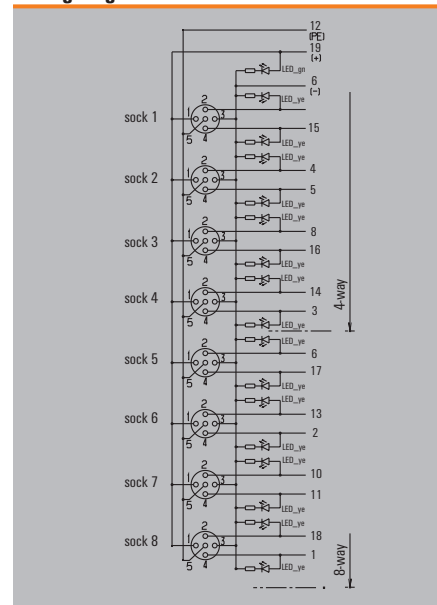 12
(PE)
19
(+)
LED_gn
6
(–)
LED_ye
2
sock 1 1 3
15
5 4 LED_ye
LED_ye
2 4
sock 2 1 3
5
5 4 LED_ye
LED_ye
2 8
sock 3 1 3
16
5 4 LED_ye
LED_ye
2 14
sock 4 1 3
3
5 4 LED_ye
4-way
LED_ye
2 6
sock 5 1 3
17
5 4 LED_ye
LED_ye
2 13
sock 6 1 3
2
5 4 LED_ye
LED_ye
2 10
sock 7 1 3
11
5 4 LED_ye
LED_ye
2 18
sock 8 1 3
1
5 4 LED_ye
8-way